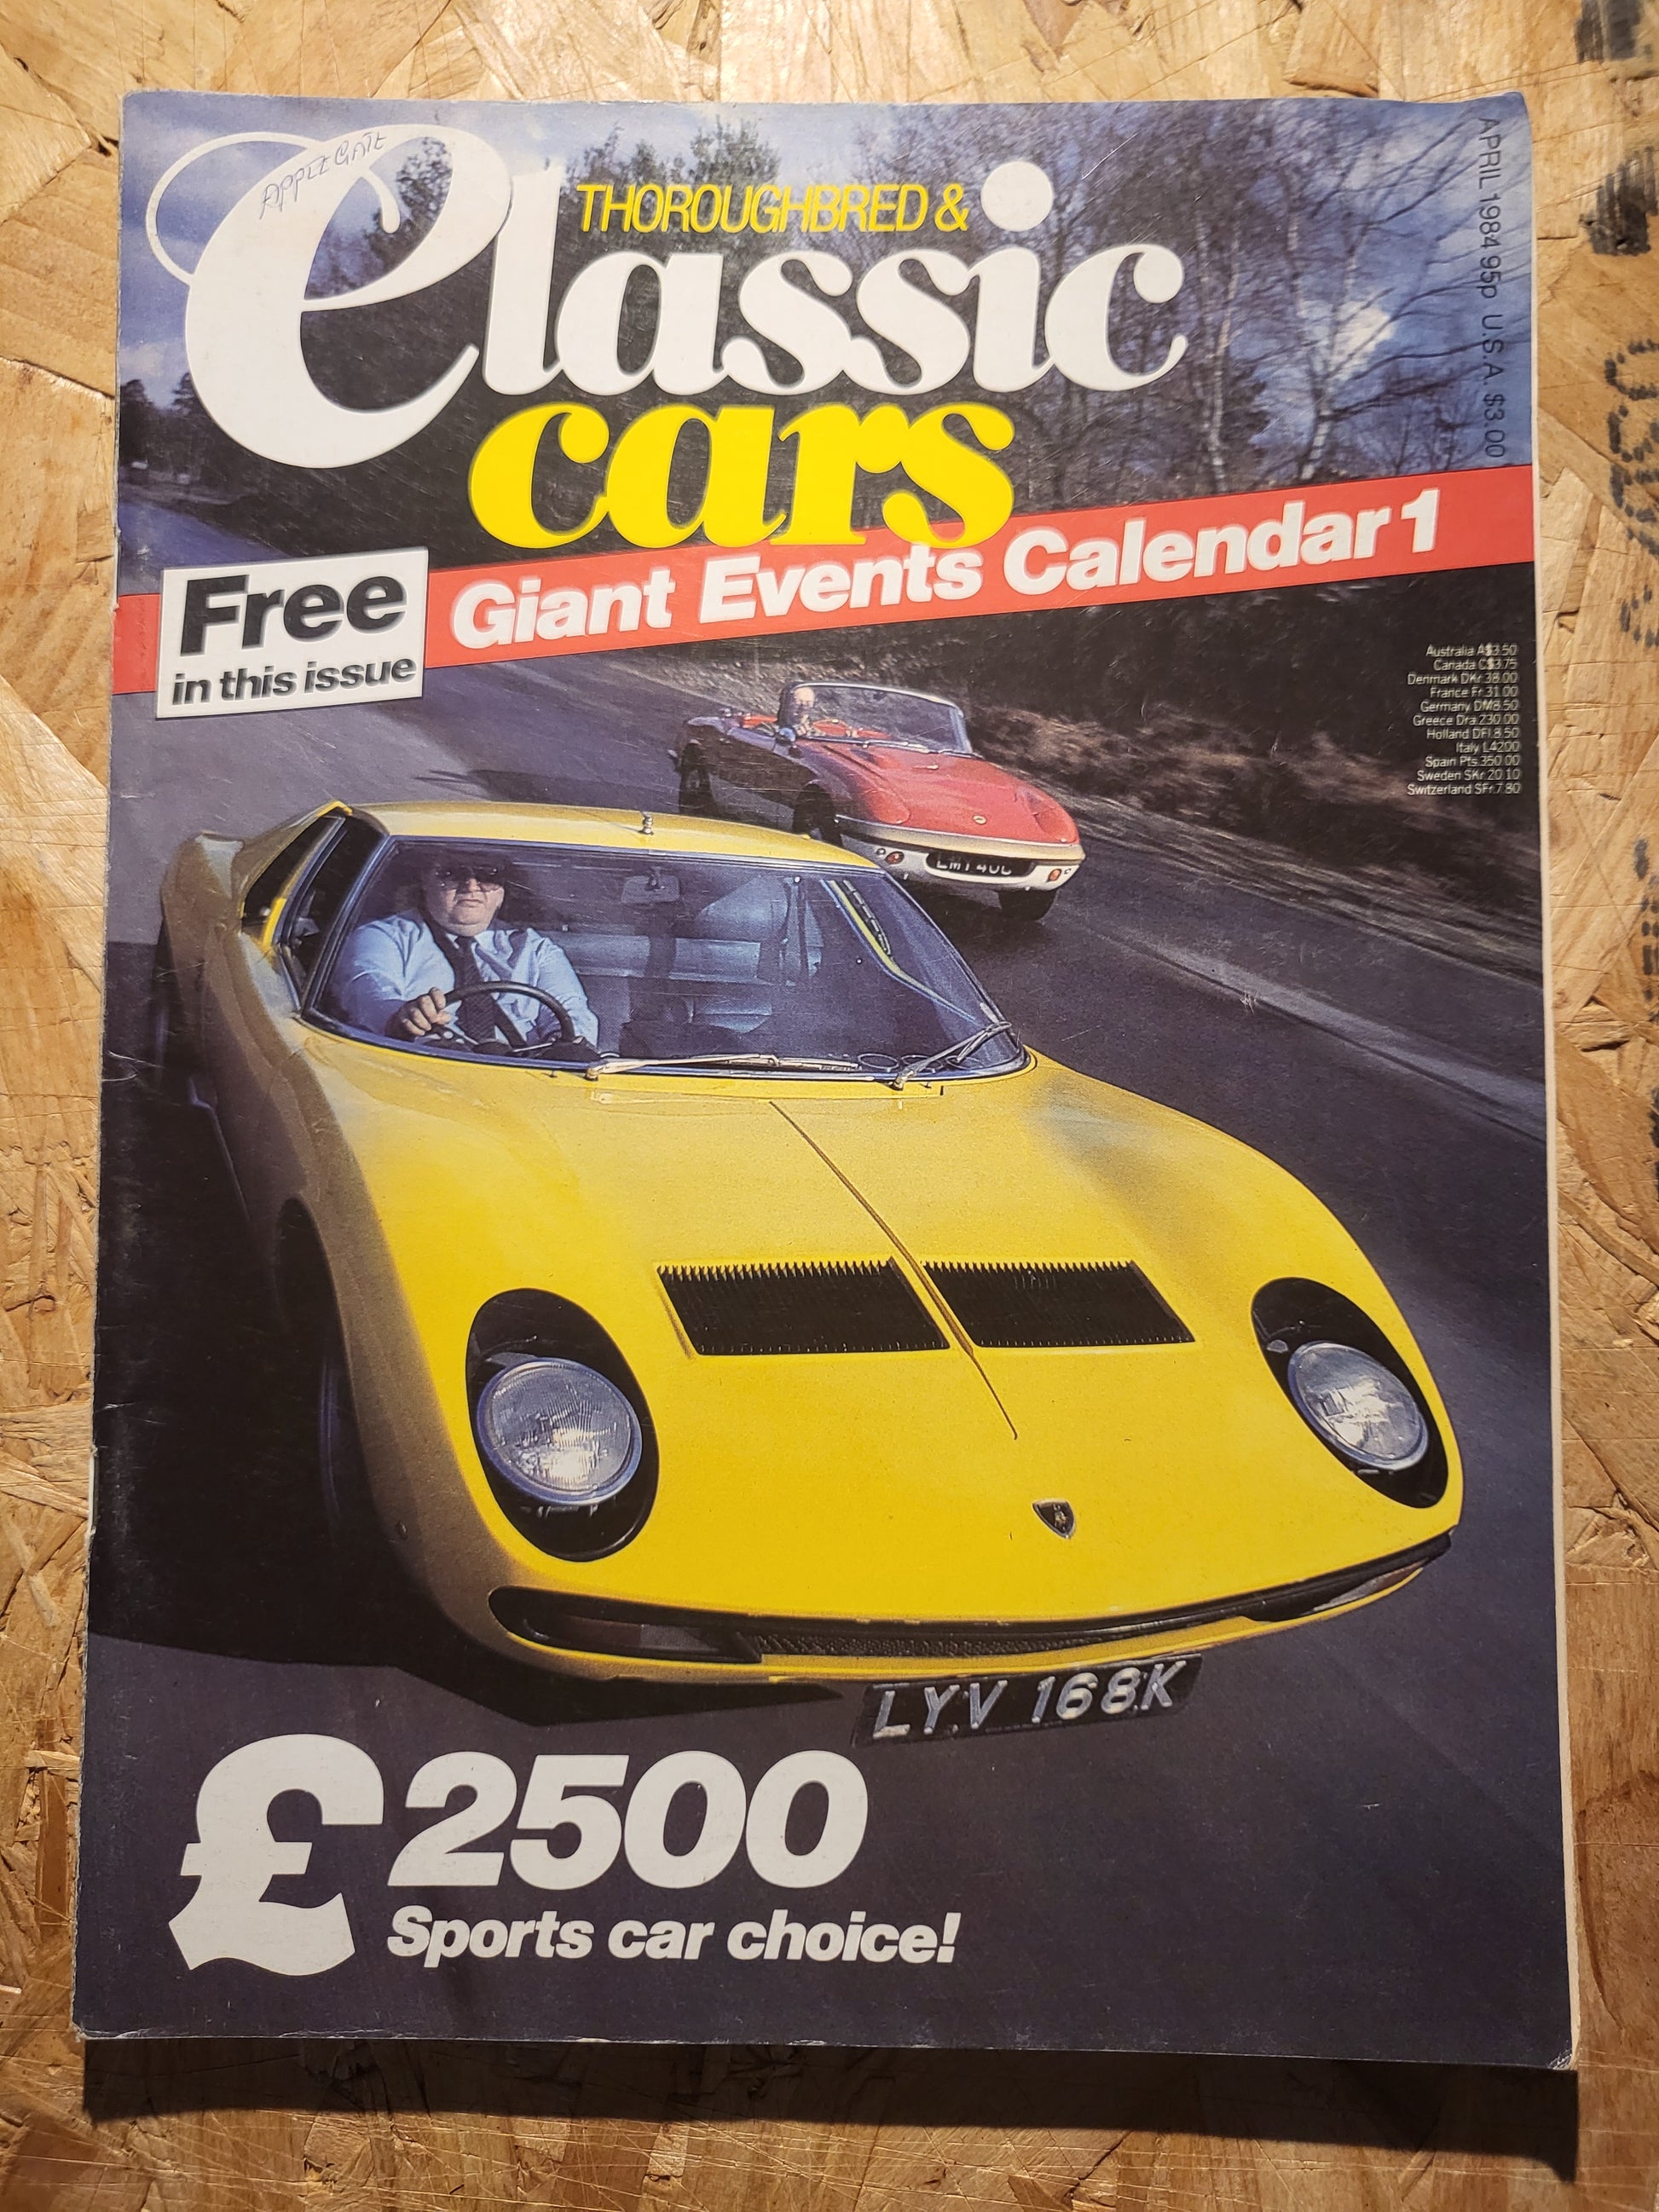 APPLEGATE
THOROUGHBRED &
Classic
cars
APRIL 1984 95p U.S.A. $3.00
Free
in this issue
Giant Events Calendar 1
Australia A$3.50
Canada C$3.75
Denmark DKr.38.00
France Fr.31.00
Germany DM8.50
Greece Dra.230.00
Holland DFl.8.50
Italy L4200
Spain Pts.350.00
Sweden SKr.20.10
Switzerland SFr.7.80
LYV 168K
£2500
Sports car choice!